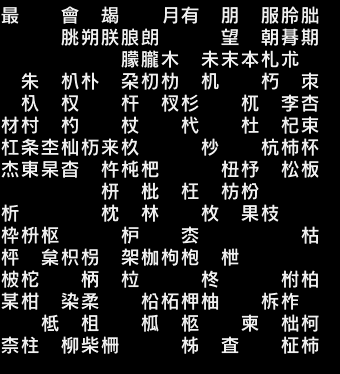 最 會 朅 月有 朋 服朎朏
朓朔朕朖朗 望 朝朞期
朦朧木 未末本札朮
朱 朳朴 朶朷朸 机 朽 朿
杁 权 杆 杈杉 杌 李杏
材村 杓 杖 杙 杜 杞束
杠条杢杣杤来杦 杪 杭杮杯
杰東杲杳 杵杶杷 杻杼 松板
枅 枇 枉 枋枌
析 枕 林 枚 果枝
枠枡枢 枦 枩 枯
枰 枲枳枴 架枷枸枹 枻
柀柁 柄 柆 柊 柎柏
某柑 染柔 柗柘柙柚 柝柞
柢 柤 柧 柩 柬 柮柯
柰柱 柳柴柵 柹 査 柾柿